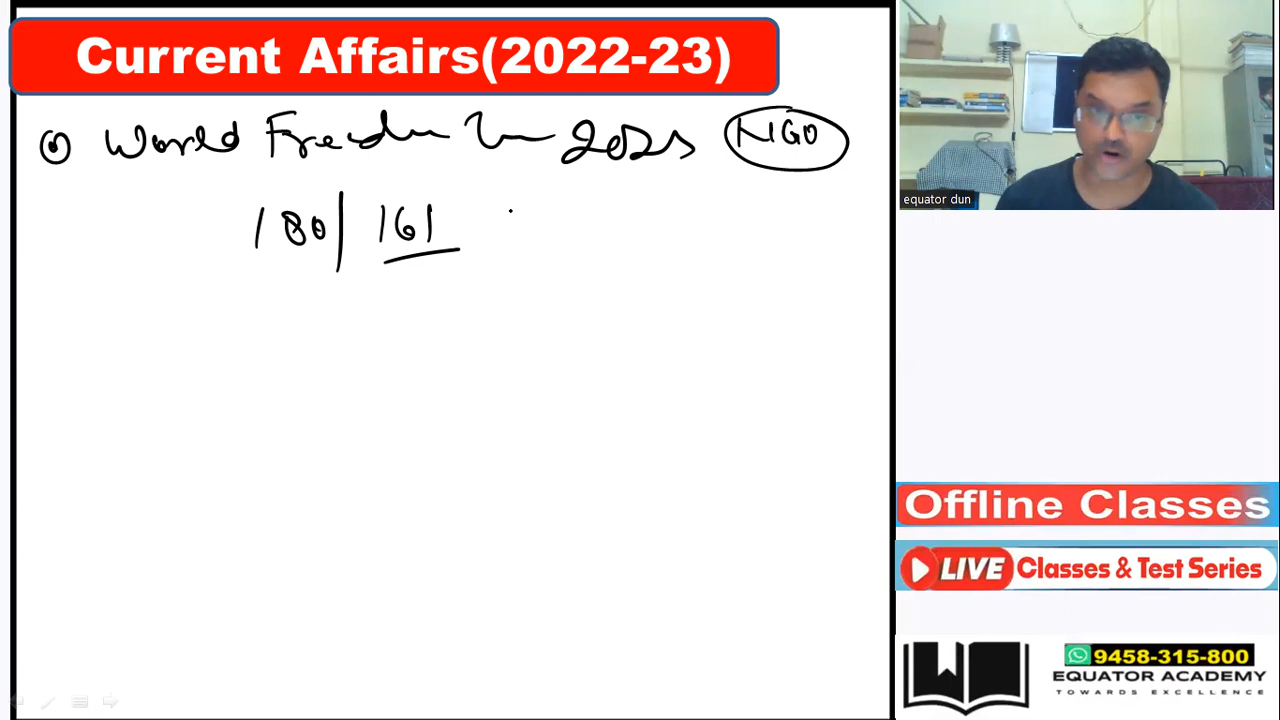 Current Affairs(2022-23)
World Freedom In 2023 NGO
180 | 161
equator dun
Offline Classes
LIVE Classes & Test Series
9458-315-800
EQUATOR ACADEMY
TOWARDS EXCELLENCE